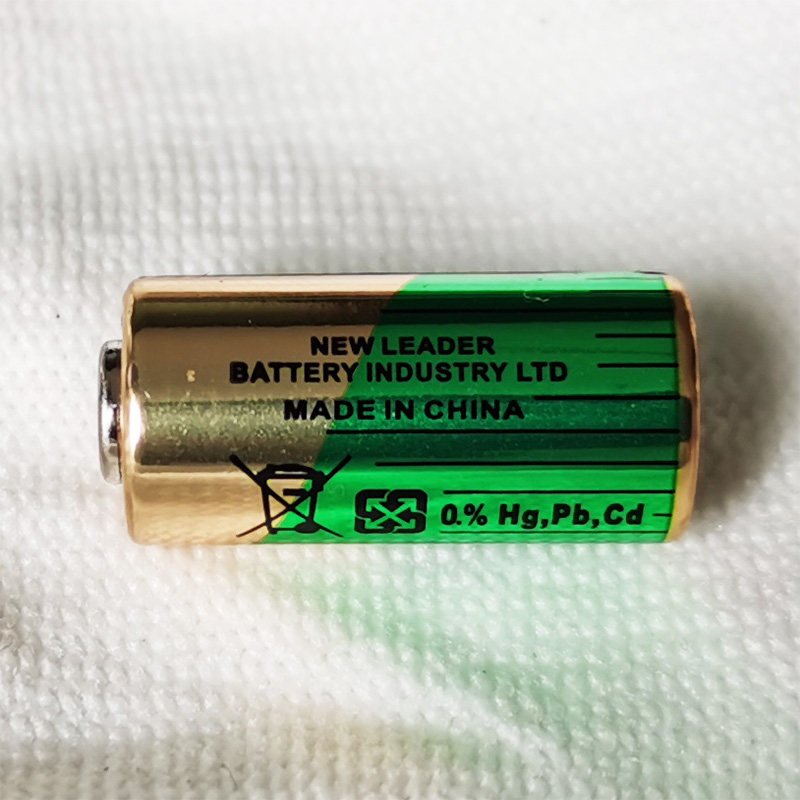 NEW LEADER
BATTERY INDUSTRY LTD
MADE IN CHINA
0.% Hg,Pb,Cd